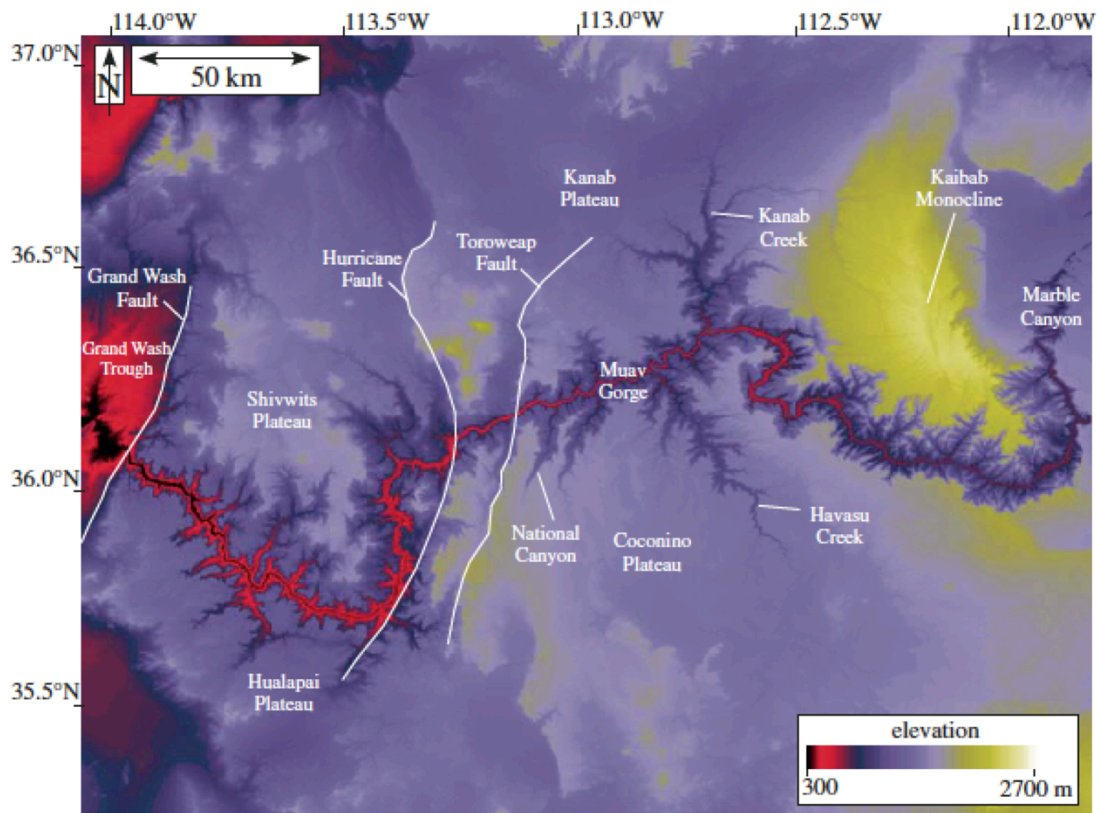 114.0°W
113.5°W
113.0°W
112.5°W
112.0°W
37.0°N
N
50 km
Kanab
Plateau
Kaibab
Monocline
Kanab
Creek
36.5°N
Hurricane
Fault
Toroweap
Fault
Grand Wash
Fault
Marble
Canyon
Grand Wash
Trough
Muav
Gorge
Shivwits
Plateau
36.0°N
National
Canyon
Coconino
Plateau
Havasu
Creek
Hualapai
Plateau
35.5°N
elevation
300
2700 m